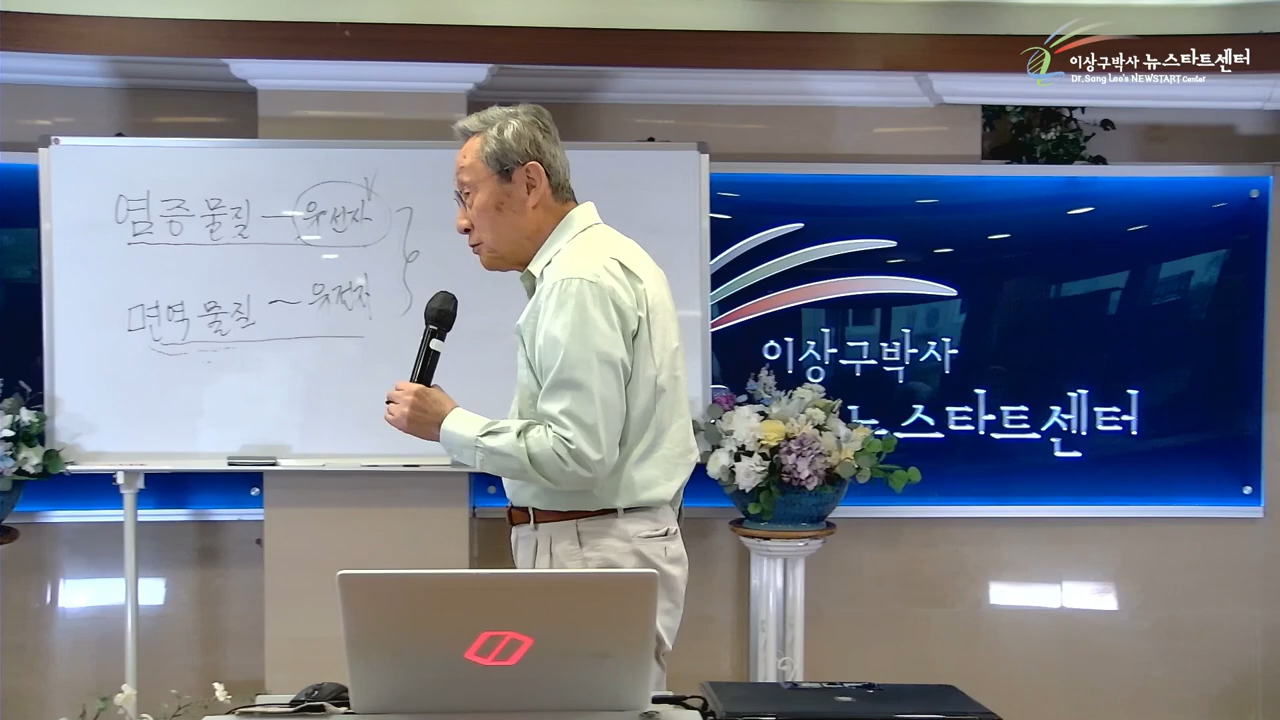 이상구박사 뉴스타트센터
Dr. Sang Lee's NEWSTART Center
염증물질 ㅡ 유전자
면역물질 ~ 유전자
이상구박사
뉴스타트센터